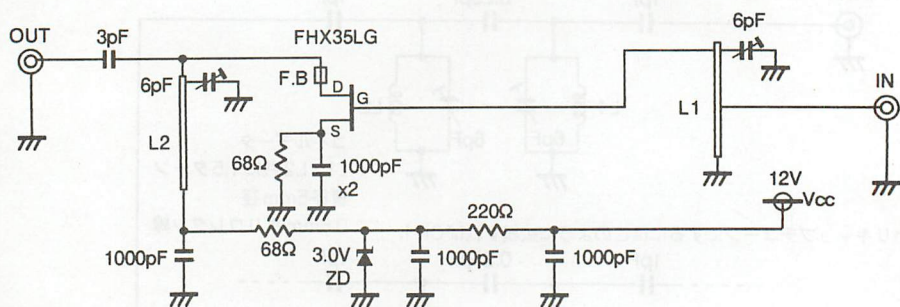 OUT
3pF
FHX35LG
6pF
IN
6pF
F.B
D
G
S
L1
L2
68Ω
1000pF
x2
12V
Vcc
220Ω
1000pF
68Ω
3.0V
ZD
1000pF
1000pF